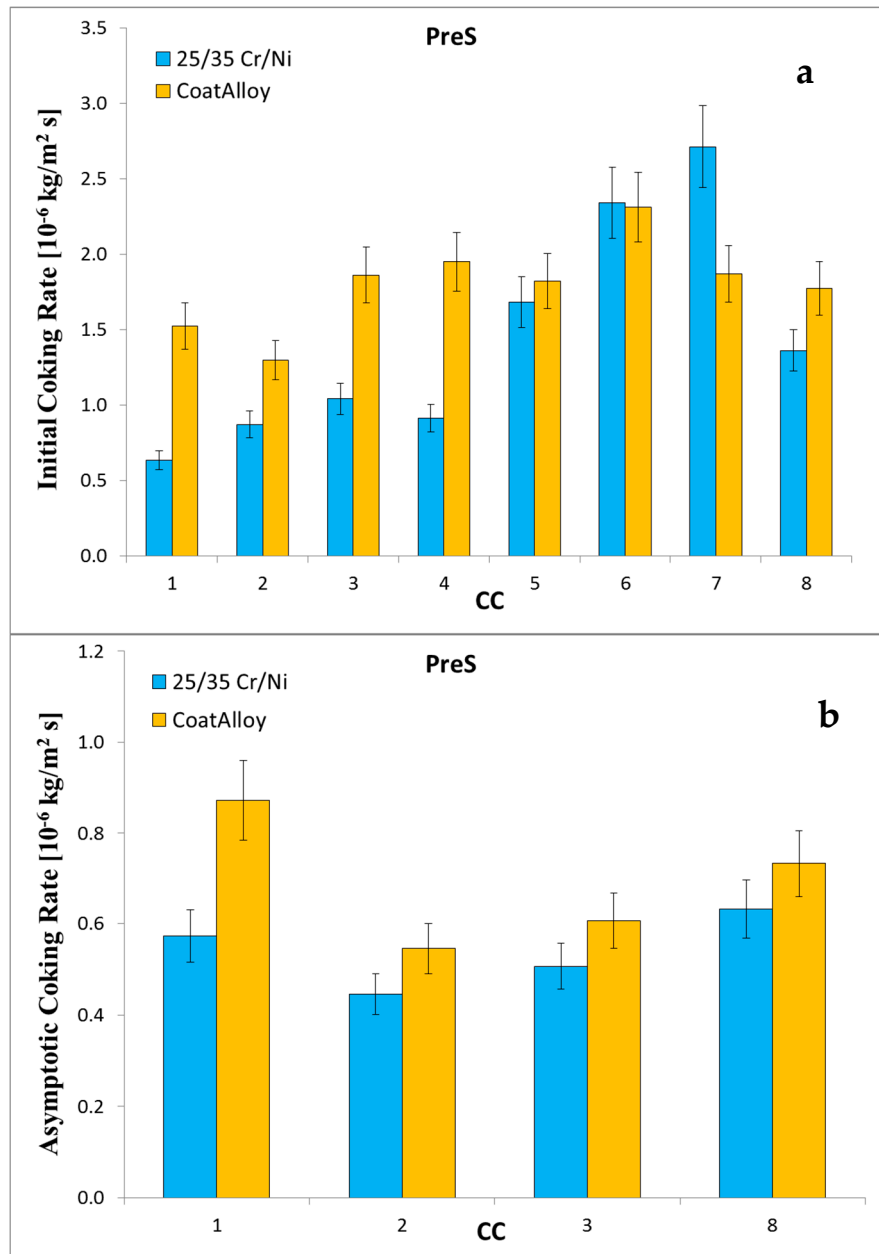 PreS
a
25/35 Cr/Ni
CoatAlloy
Initial Coking Rate [10⁻⁶ kg/m² s]
3.5
3.0
2.5
2.0
1.5
1.0
0.5
0.0
1 2 3 4 5 6 7 8
CC
PreS
b
25/35 Cr/Ni
CoatAlloy
Asymptotic Coking Rate [10⁻⁶ kg/m² s]
1.2
1.0
0.8
0.6
0.4
0.2
0.0
1 2 3 8
CC